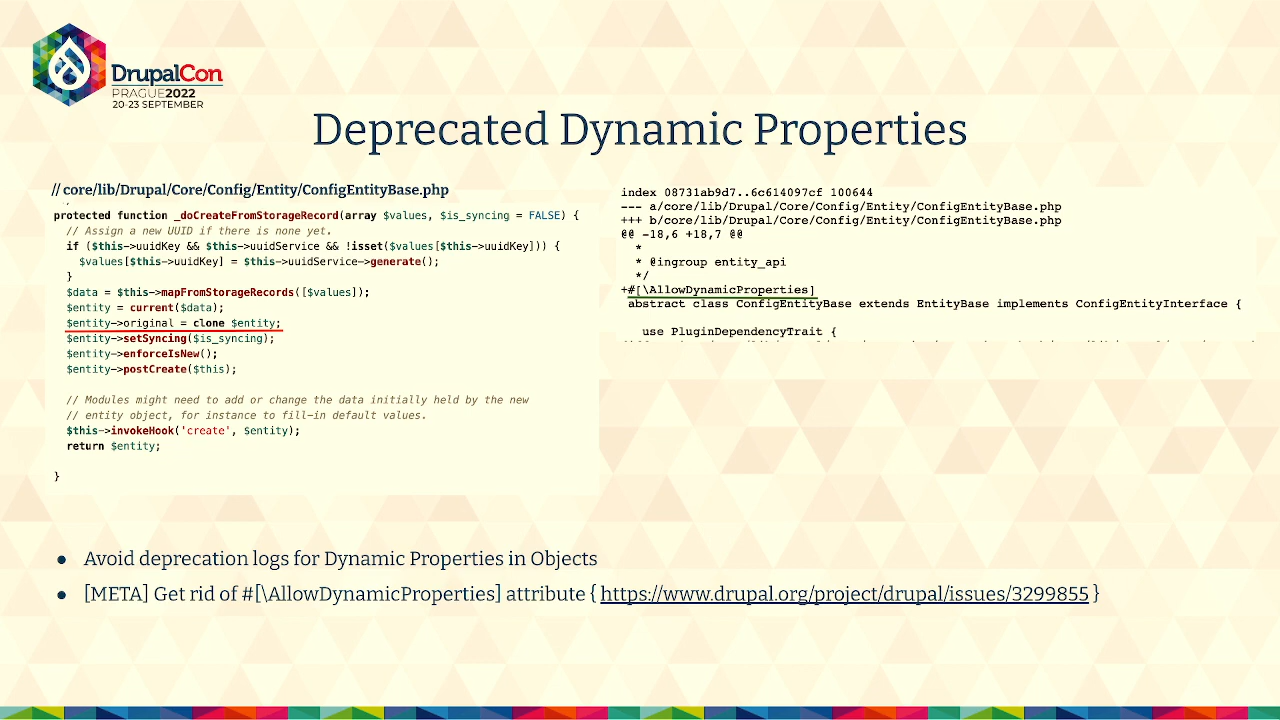 DrupalCon
PRAGUE2022
20-23 SEPTEMBER
Deprecated Dynamic Properties
// core/lib/Drupal/Core/Config/Entity/ConfigEntityBase.php
protected function _doCreateFromStorageRecord(array $values, $is_syncing = FALSE) {
  // Assign a new UUID if there is none yet.
  if ($this->uuidKey && $this->uuidService && !isset($values[$this->uuidKey])) {
    $values[$this->uuidKey] = $this->uuidService->generate();
  }
  $data = $this->mapFromStorageRecords([$values]);
  $entity = current($data);
  $entity->original = clone $entity;
  $entity->setSyncing($is_syncing);
  $entity->enforceIsNew();
  $entity->postCreate($this);
  // Modules might need to add or change the data initially held by the new
  // entity object, for instance to fill-in default values.
  $this->invokeHook('create', $entity);
  return $entity;
}
index 08731ab9d7..6c614097cf 100644
--- a/core/lib/Drupal/Core/Config/Entity/ConfigEntityBase.php
+++ b/core/lib/Drupal/Core/Config/Entity/ConfigEntityBase.php
@@ -18,6 +18,7 @@
  *
  * @ingroup entity_api
  */
+#[\AllowDynamicProperties]
 abstract class ConfigEntityBase extends EntityBase implements ConfigEntityInterface {
   use PluginDependencyTrait {
● Avoid deprecation logs for Dynamic Properties in Objects
● [META] Get rid of #[\AllowDynamicProperties] attribute { https://www.drupal.org/project/drupal/issues/3299855 }